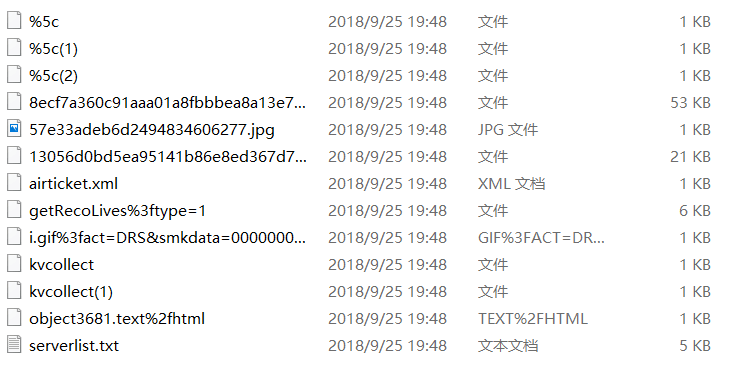 %5c 2018/9/25 19:48 文件 1 KB
%5c(1) 2018/9/25 19:48 文件 1 KB
%5c(2) 2018/9/25 19:48 文件 1 KB
8ecf7a360c91aaa01a8fbbbea8a13e7... 2018/9/25 19:48 文件 53 KB
57e33adeb6d2494834606277.jpg 2018/9/25 19:48 JPG 文件 1 KB
13056d0bd5ea95141b86e8ed367d7... 2018/9/25 19:48 文件 21 KB
airticket.xml 2018/9/25 19:48 XML 文档 1 KB
getRecoLives%3ftype=1 2018/9/25 19:48 文件 6 KB
i.gif%3fact=DRS&smkdata=0000000... 2018/9/25 19:48 GIF%3FACT=DR... 1 KB
kvcollect 2018/9/25 19:48 文件 1 KB
kvcollect(1) 2018/9/25 19:48 文件 1 KB
object3681.text%2fhtml 2018/9/25 19:48 TEXT%2FHTML 1 KB
serverlist.txt 2018/9/25 19:48 文本文档 5 KB